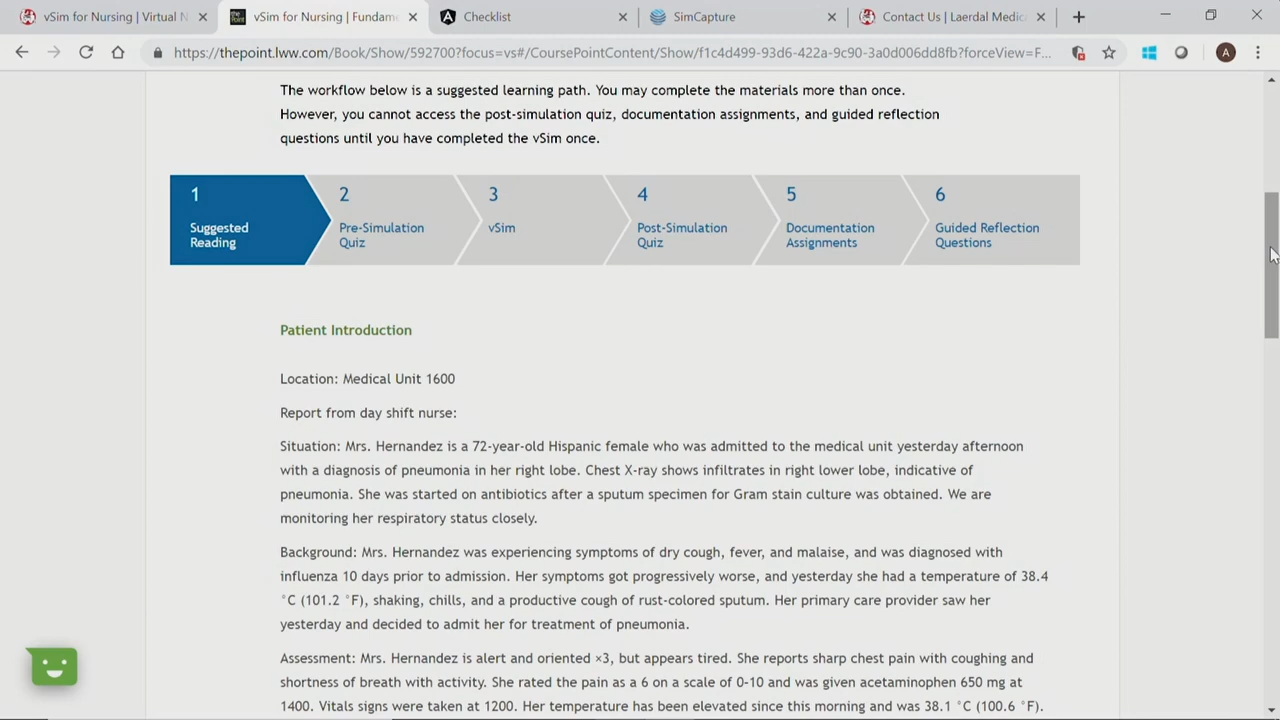 vSim for Nursing | Virtual N
vSim for Nursing | Fundam
Checklist
SimCapture
Contact Us | Laerdal Medic
https://thepoint.lww.com/Book/Show/592700?focus=vs#/CoursePointContent/Show/f1c4d499-93d6-422a-9c90-3a0d006dd8fb?forceView=F...
A
The workflow below is a suggested learning path. You may complete the materials more than once.
However, you cannot access the post-simulation quiz, documentation assignments, and guided reflection
questions until you have completed the vSim once.
1
Suggested
Reading
2
Pre-Simulation
Quiz
3
vSim
4
Post-Simulation
Quiz
5
Documentation
Assignments
6
Guided Reflection
Questions
Patient Introduction
Location: Medical Unit 1600
Report from day shift nurse:
Situation: Mrs. Hernandez is a 72-year-old Hispanic female who was admitted to the medical unit yesterday afternoon
with a diagnosis of pneumonia in her right lobe. Chest X-ray shows infiltrates in right lower lobe, indicative of
pneumonia. She was started on antibiotics after a sputum specimen for Gram stain culture was obtained. We are
monitoring her respiratory status closely.
Background: Mrs. Hernandez was experiencing symptoms of dry cough, fever, and malaise, and was diagnosed with
influenza 10 days prior to admission. Her symptoms got progressively worse, and yesterday she had a temperature of 38.4
°C (101.2 °F), shaking, chills, and a productive cough of rust-colored sputum. Her primary care provider saw her
yesterday and decided to admit her for treatment of pneumonia.
Assessment: Mrs. Hernandez is alert and oriented ×3, but appears tired. She reports sharp chest pain with coughing and
shortness of breath with activity. She rated the pain as a 6 on a scale of 0-10 and was given acetaminophen 650 mg at
1400. Vitals signs were taken at 1200. Her temperature has been elevated since this morning and was 38.1 °C (100.6 °F).